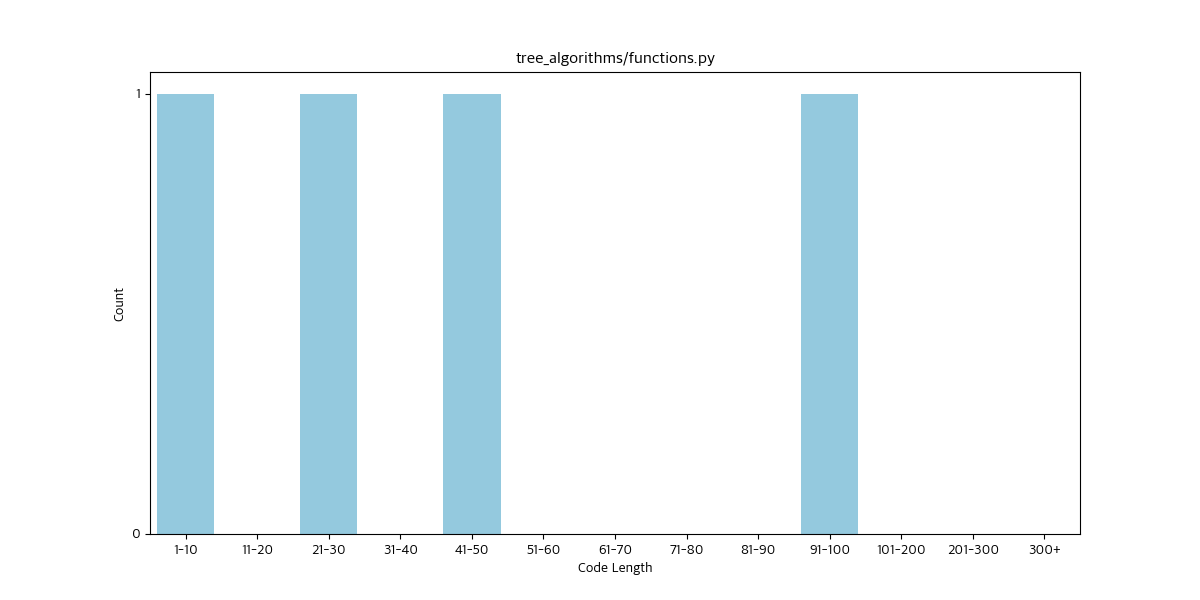 tree_algorithms/functions.py
1
0
Count
1-10 11-20 21-30 31-40 41-50 51-60 61-70 71-80 81-90 91-100 101-200 201-300 300+
Code Length